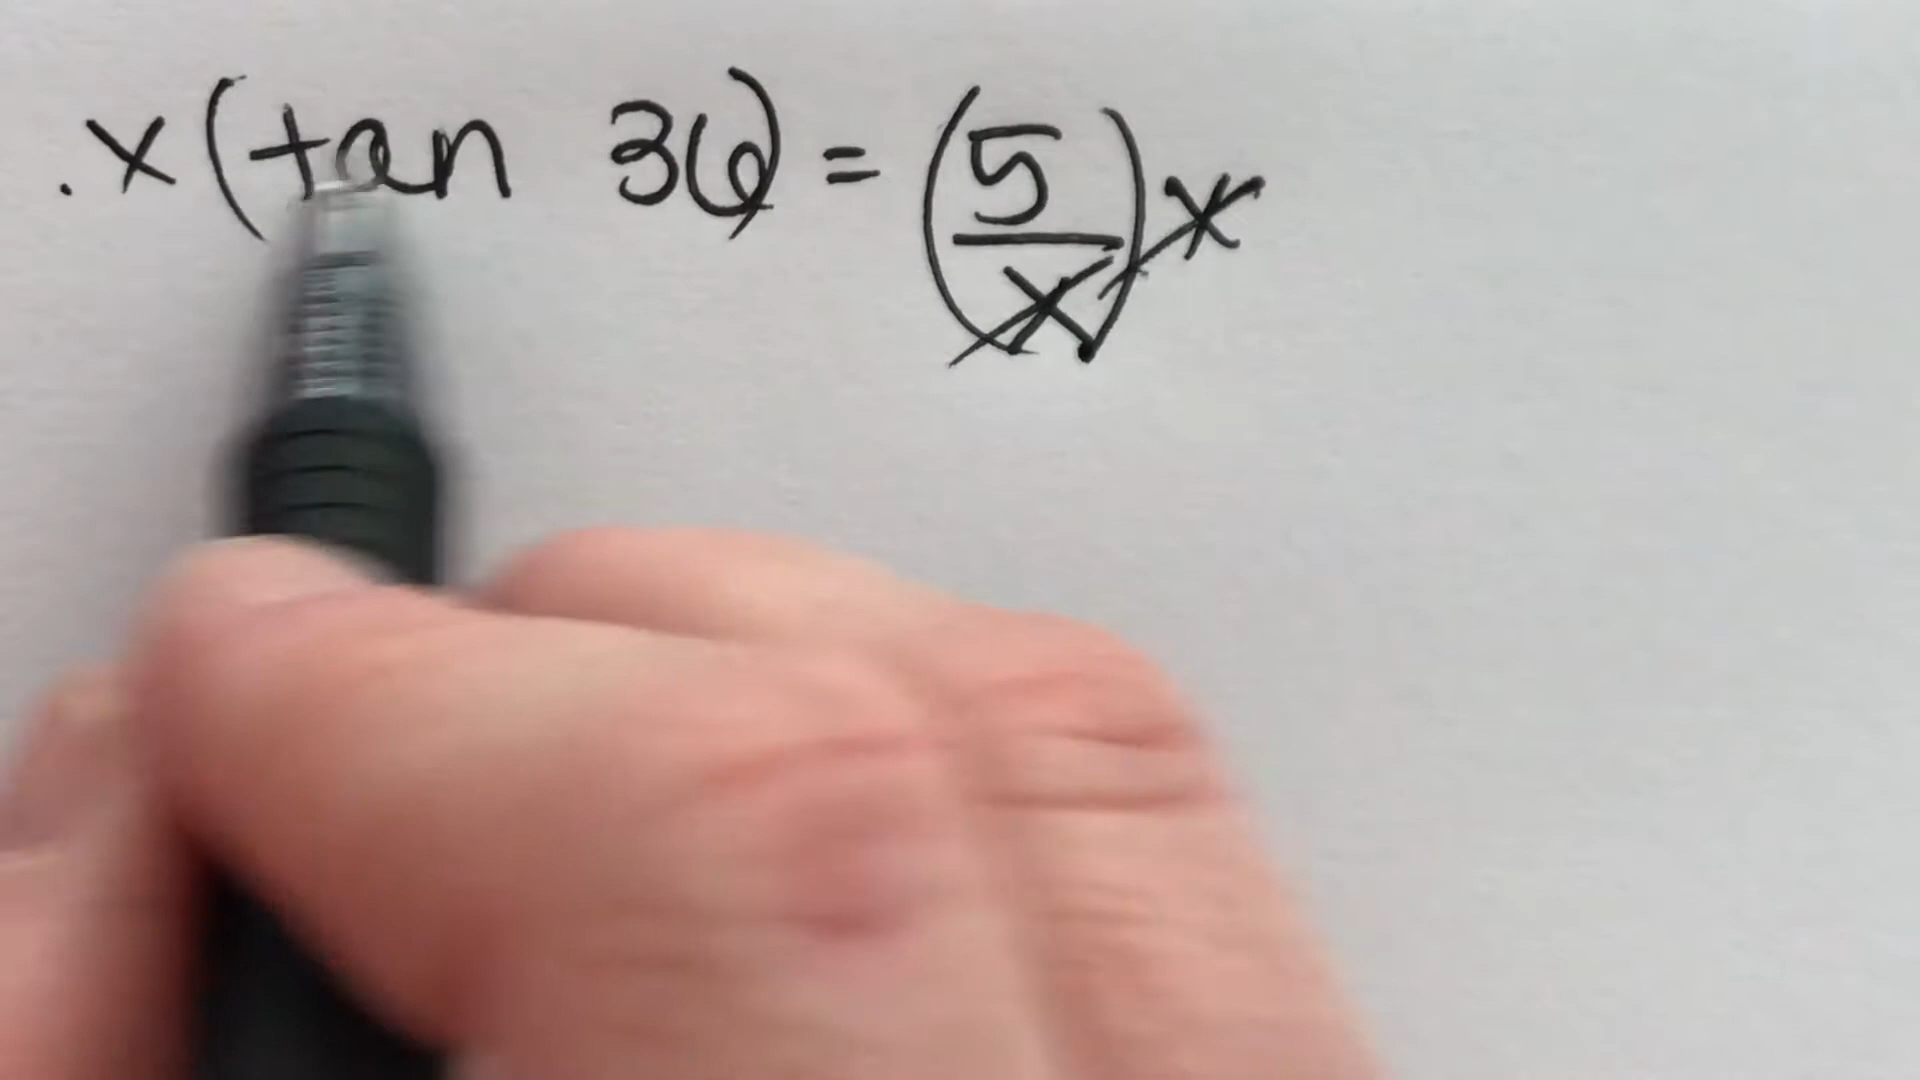 . x (tan 36) = (5/x) x